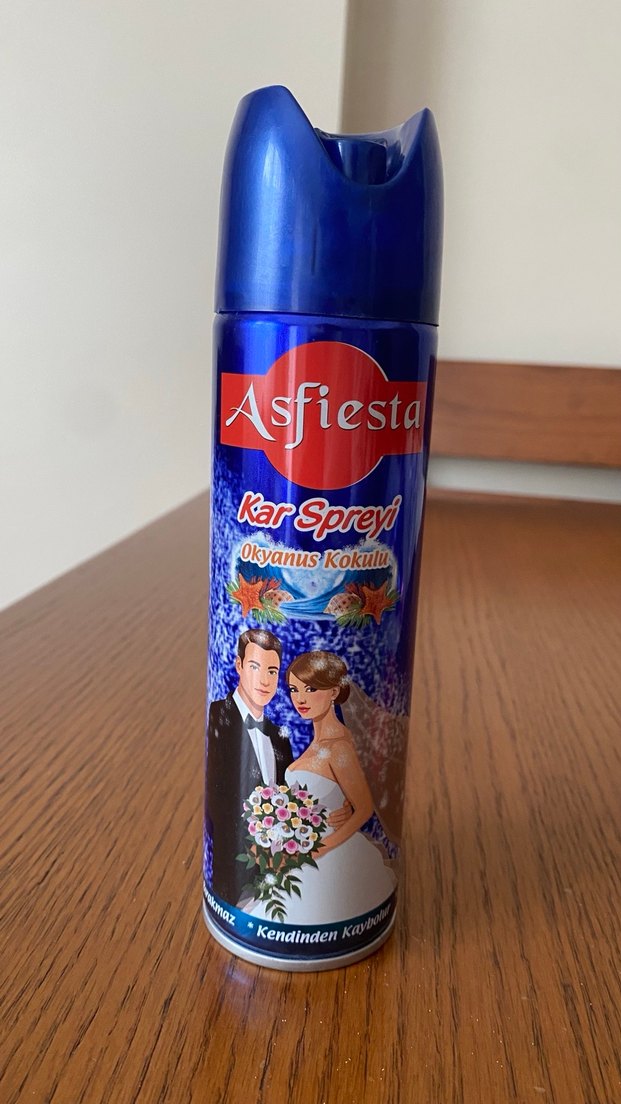 Asfiesta
Kar Spreyi
Okyanus Kokulu
* Kendinden Kaybolur